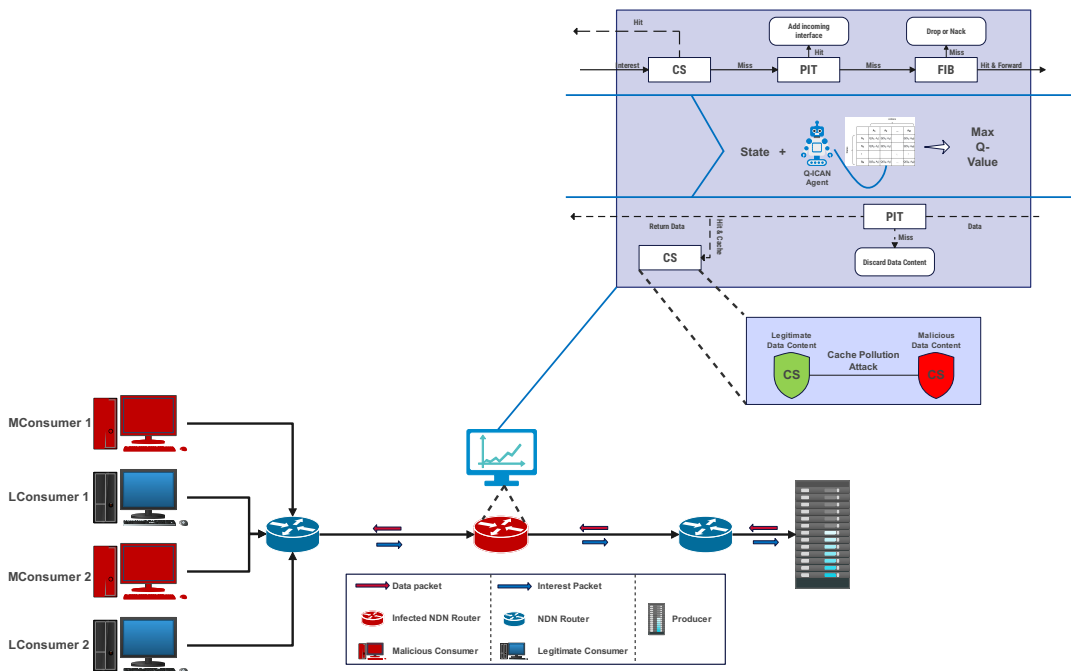 Hit
Add incoming
interface
Drop or Nack
Hit
Miss
Interest
CS
Miss
PIT
Miss
FIB
Hit & Forward
State +
Q-ICAN
Agent
Max
Q-
Value
PIT
Return Data
Hit & Cache
Data
Miss
CS
Discard Data Content
Legitimate
Data Content
Malicious
Data Content
CS
Cache Pollution
Attack
CS
MConsumer 1
LConsumer 1
MConsumer 2
LConsumer 2
Data packet
Interest Packet
Infected NDN Router
NDN Router
Producer
Malicious Consumer
Legitimate Consumer